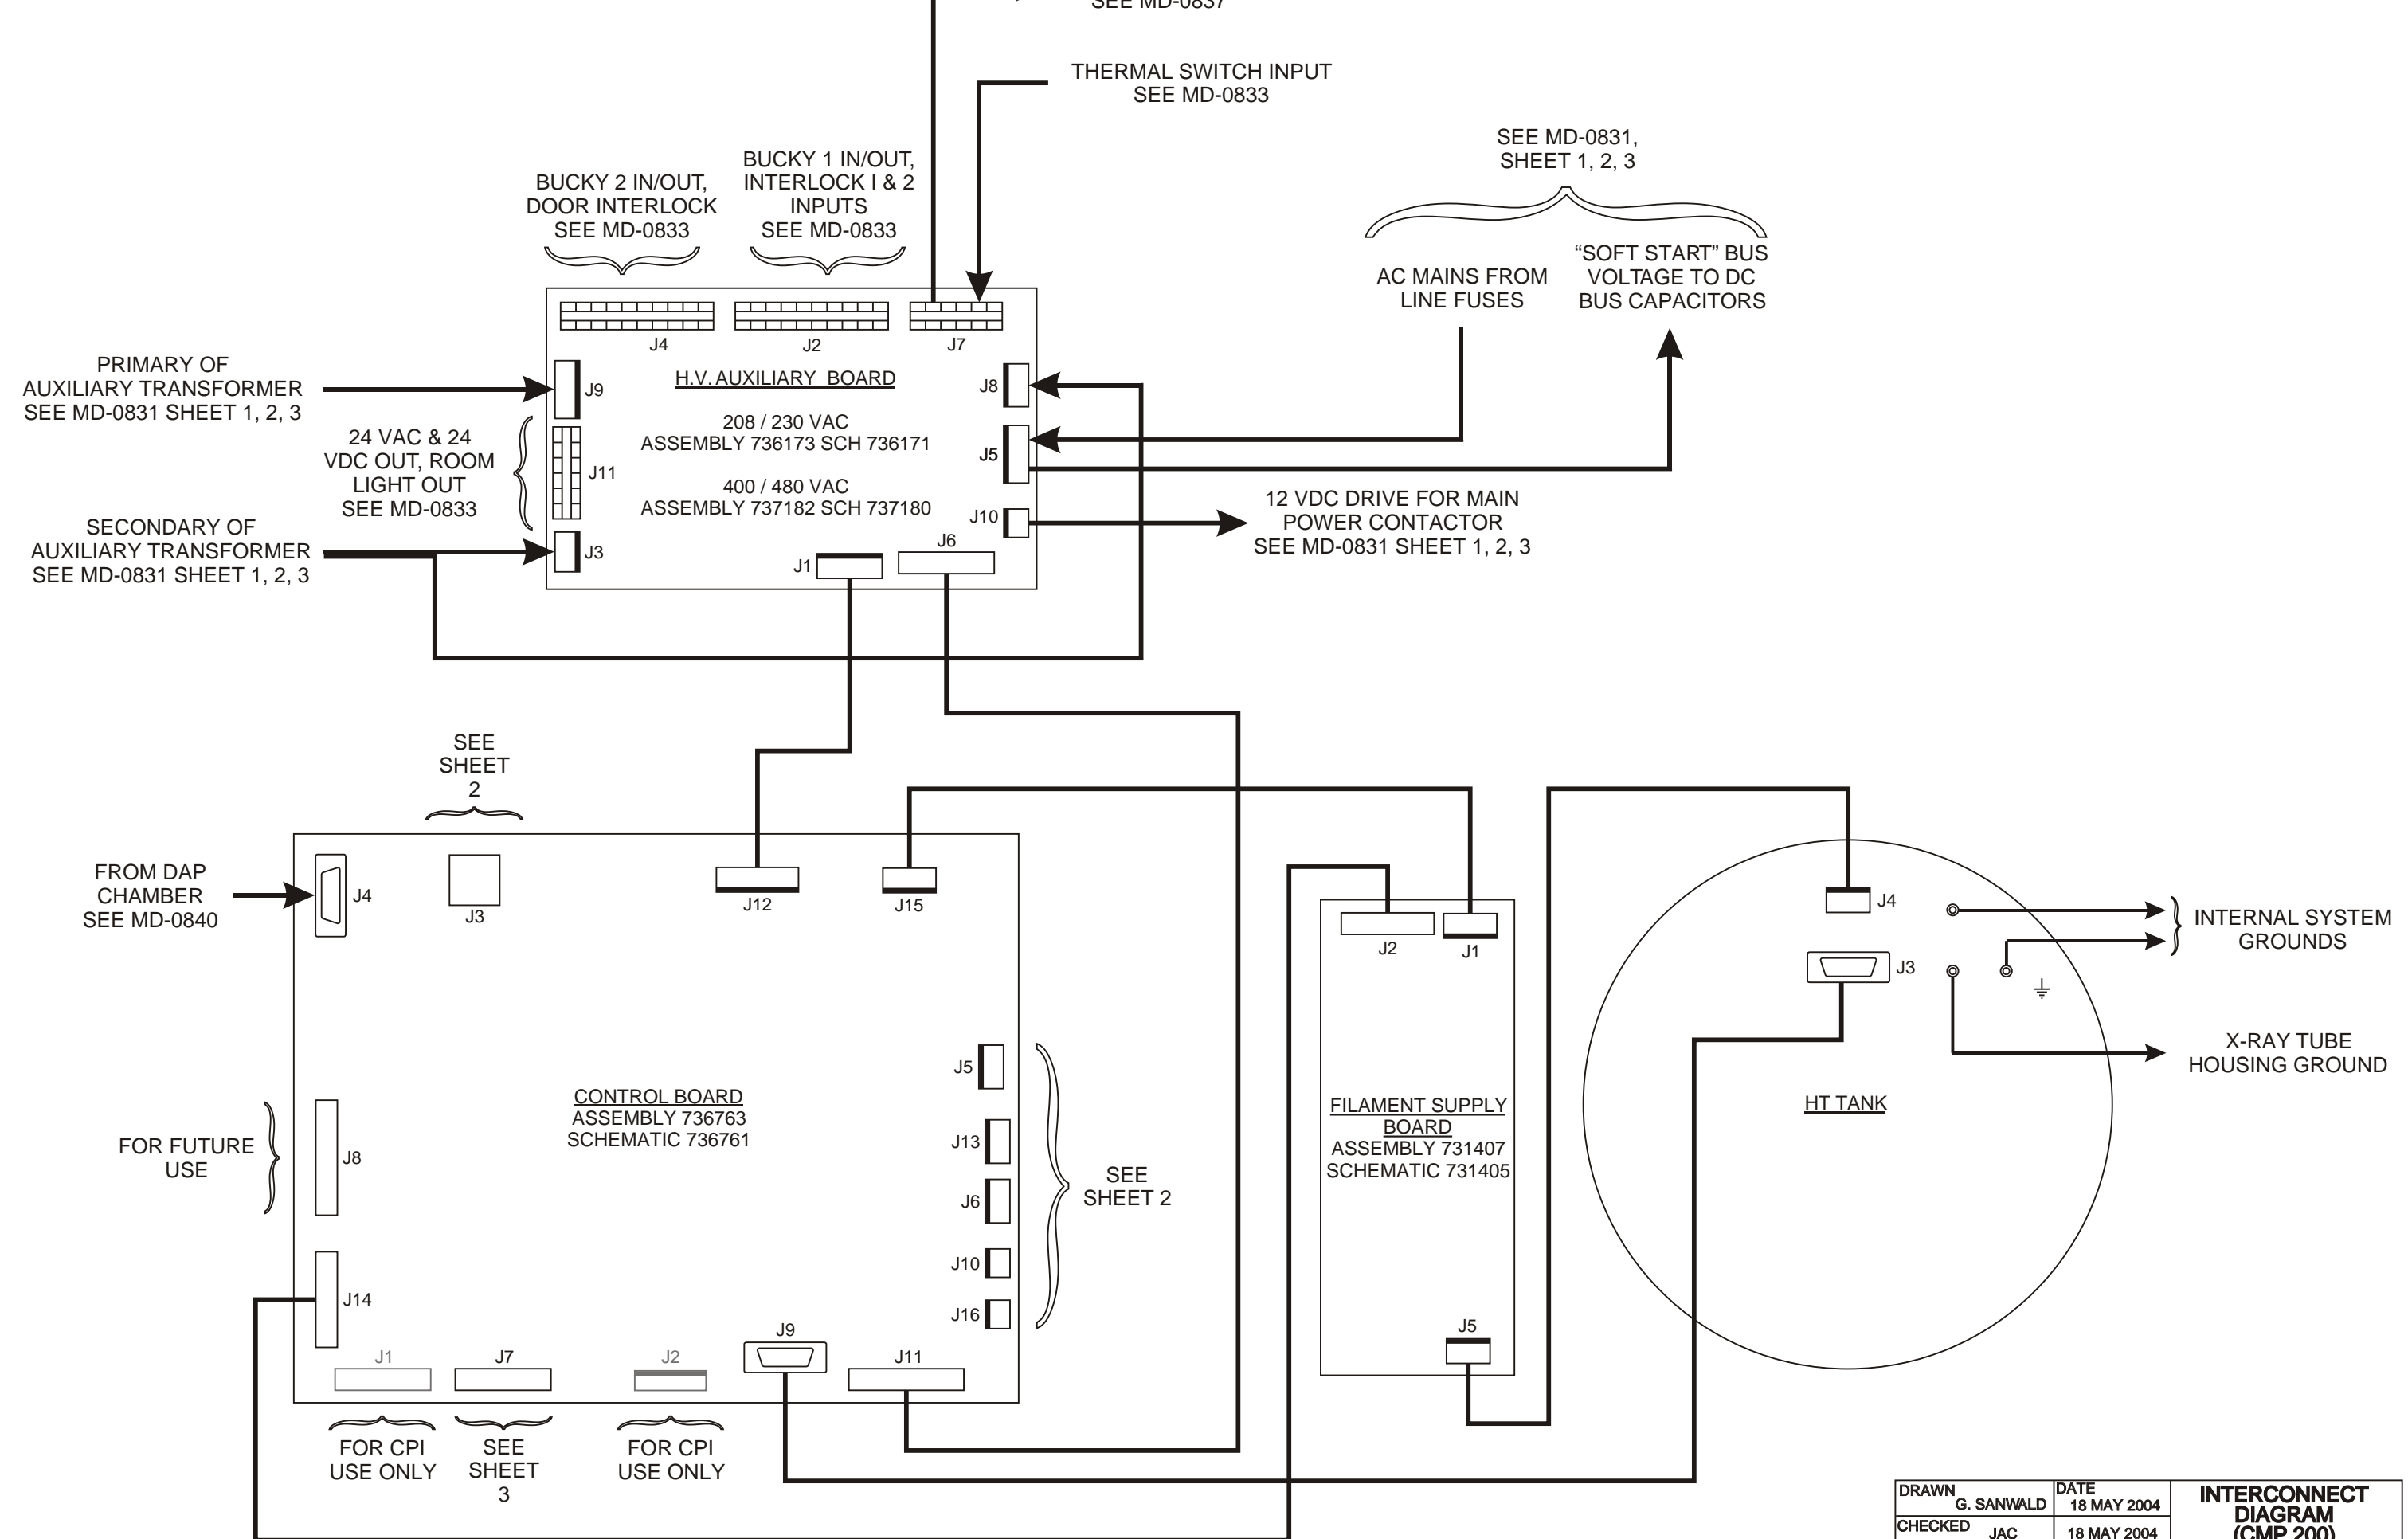 SEE MD-0837
THERMAL SWITCH INPUT
SEE MD-0833
SEE MD-0831,
SHEET 1, 2, 3
BUCKY 2 IN/OUT,
DOOR INTERLOCK
SEE MD-0833
BUCKY 1 IN/OUT,
INTERLOCK I & 2
INPUTS
SEE MD-0833
AC MAINS FROM
LINE FUSES
“SOFT START” BUS
VOLTAGE TO DC
BUS CAPACITORS
J4
J2
J7
PRIMARY OF
AUXILIARY TRANSFORMER
SEE MD-0831 SHEET 1, 2, 3
J9
H.V. AUXILIARY BOARD
J8
208 / 230 VAC
ASSEMBLY 736173 SCH 736171
J5
24 VAC & 24
VDC OUT, ROOM
LIGHT OUT
SEE MD-0833
J11
400 / 480 VAC
ASSEMBLY 737182 SCH 737180
J10
12 VDC DRIVE FOR MAIN
POWER CONTACTOR
SEE MD-0831 SHEET 1, 2, 3
SECONDARY OF
AUXILIARY TRANSFORMER
SEE MD-0831 SHEET 1, 2, 3
J3
J1
J6
SEE
SHEET
2
FROM DAP
CHAMBER
SEE MD-0840
J4
J3
J12
J15
J2
J1
J4
J3
INTERNAL SYSTEM
GROUNDS
X-RAY TUBE
HOUSING GROUND
HT TANK
CONTROL BOARD
ASSEMBLY 736763
SCHEMATIC 736761
J5
J13
J6
J10
J16
SEE
SHEET 2
FILAMENT SUPPLY
BOARD
ASSEMBLY 731407
SCHEMATIC 731405
J5
FOR FUTURE
USE
J8
J14
J1
J7
J2
J9
J11
FOR CPI
USE ONLY
SEE
SHEET
3
FOR CPI
USE ONLY
DRAWN
G. SANWALD
DATE
18 MAY 2004
INTERCONNECT
DIAGRAM
(CMP 200)
CHECKED
JAC
18 MAY 2004